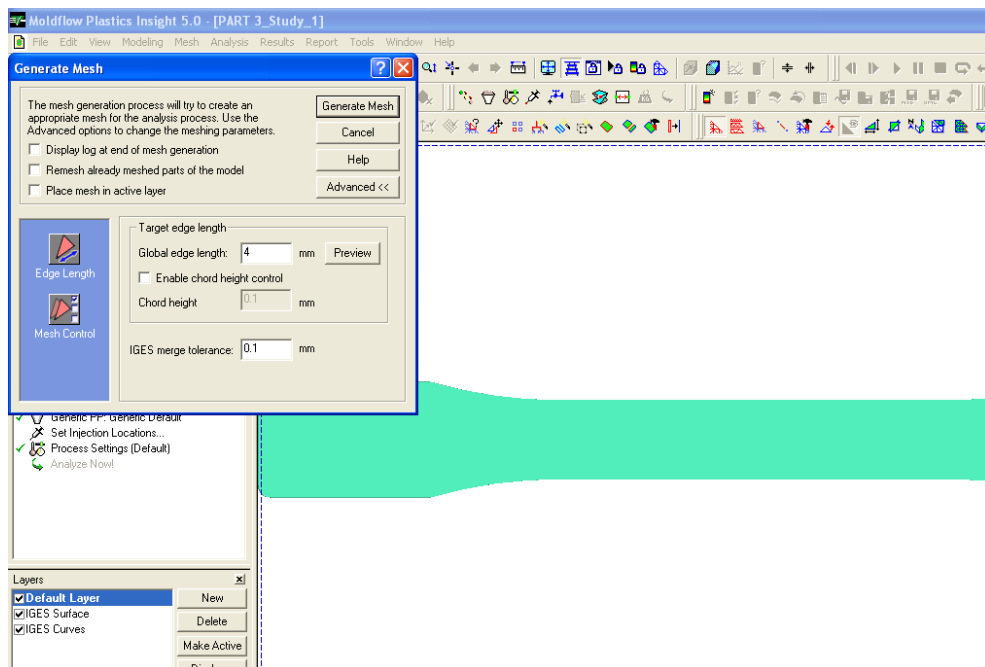 Moldflow Plastics Insight 5.0 - [PART 3_Study_1]
File Edit View Modeling Mesh Analysis Results Report Tools Window Help
Generate Mesh
The mesh generation process will try to create an
appropriate mesh for the analysis process. Use the
Advanced options to change the meshing parameters.
Display log at end of mesh generation
Remesh already meshed parts of the model
Place mesh in active layer
Generate Mesh
Cancel
Help
Advanced <<
Edge Length
Mesh Control
Target edge length
Global edge length: 4 mm Preview
Enable chord height control
Chord height 0.1 mm
IGES merge tolerance: 0.1 mm
Generic PP: Generic Default
Set Injection Locations...
Process Settings (Default)
Analyze Now!
Layers
Default Layer
IGES Surface
IGES Curves
New
Delete
Make Active